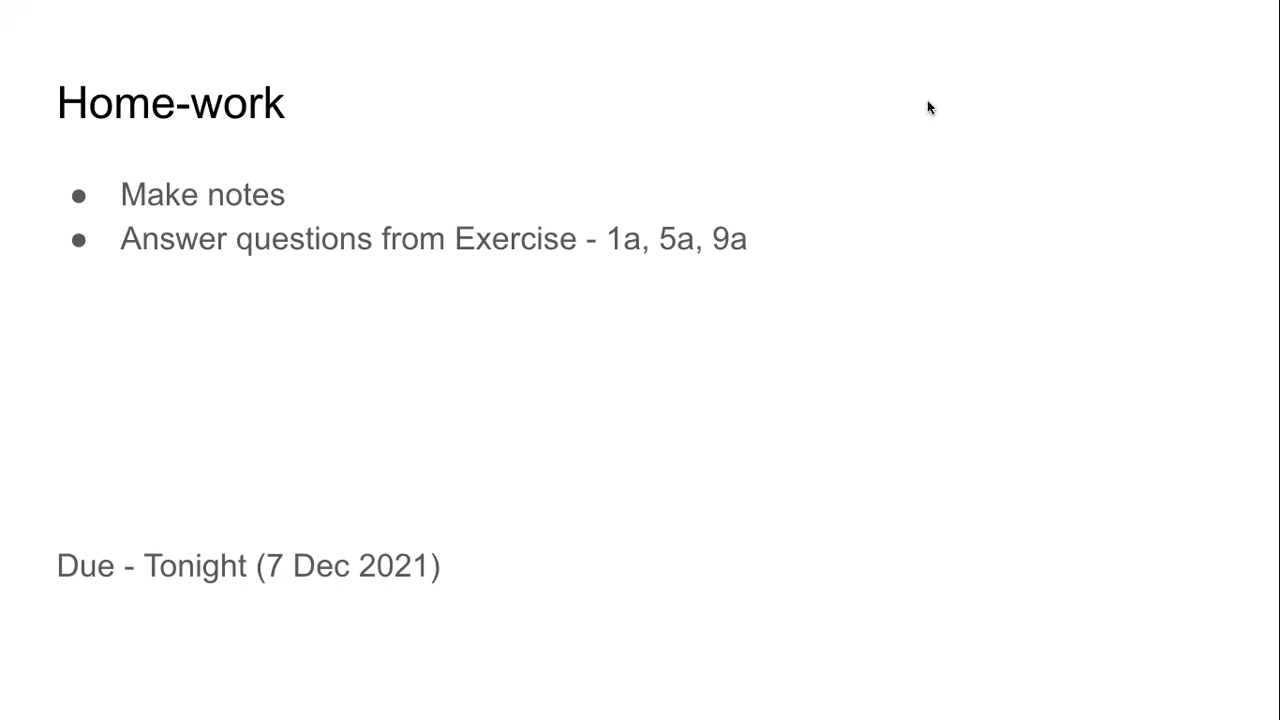 Home-work
● Make notes
● Answer questions from Exercise - 1a, 5a, 9a
Due - Tonight (7 Dec 2021)